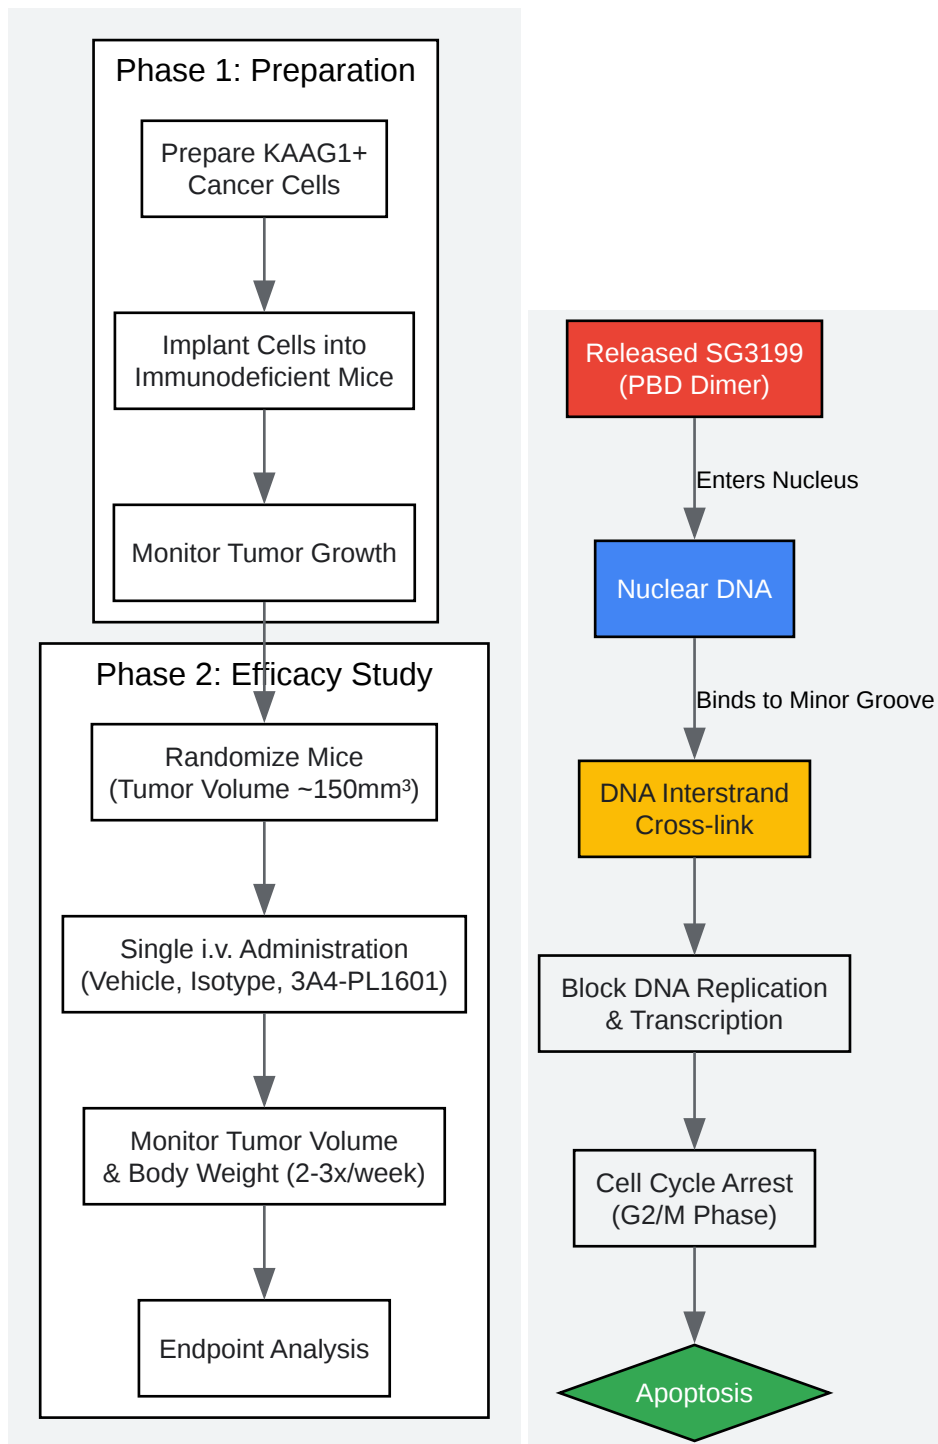 Phase 1: Preparation
Prepare KAAG1+
Cancer Cells
Implant Cells into
Immunodeficient Mice
Monitor Tumor Growth
Phase 2: Efficacy Study
Randomize Mice
(Tumor Volume ~150mm³)
Single i.v. Administration
(Vehicle, Isotype, 3A4-PL1601)
Monitor Tumor Volume
& Body Weight (2-3x/week)
Endpoint Analysis
Released SG3199
(PBD Dimer)
Enters Nucleus
Nuclear DNA
Binds to Minor Groove
DNA Interstrand
Cross-link
Block DNA Replication
& Transcription
Cell Cycle Arrest
(G2/M Phase)
Apoptosis